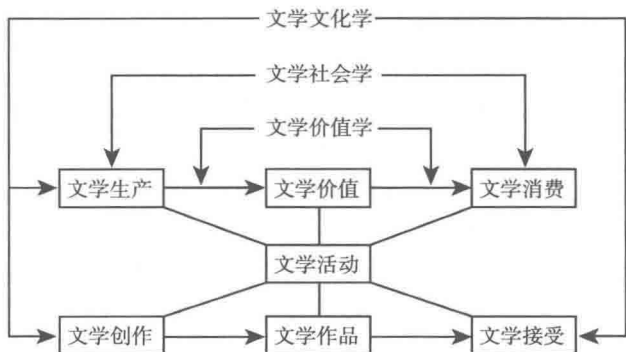 文学文化学
文学社会学
文学价值学
文学生产 文学价值 文学消费
文学活动
文学创作 文学作品 文学接受